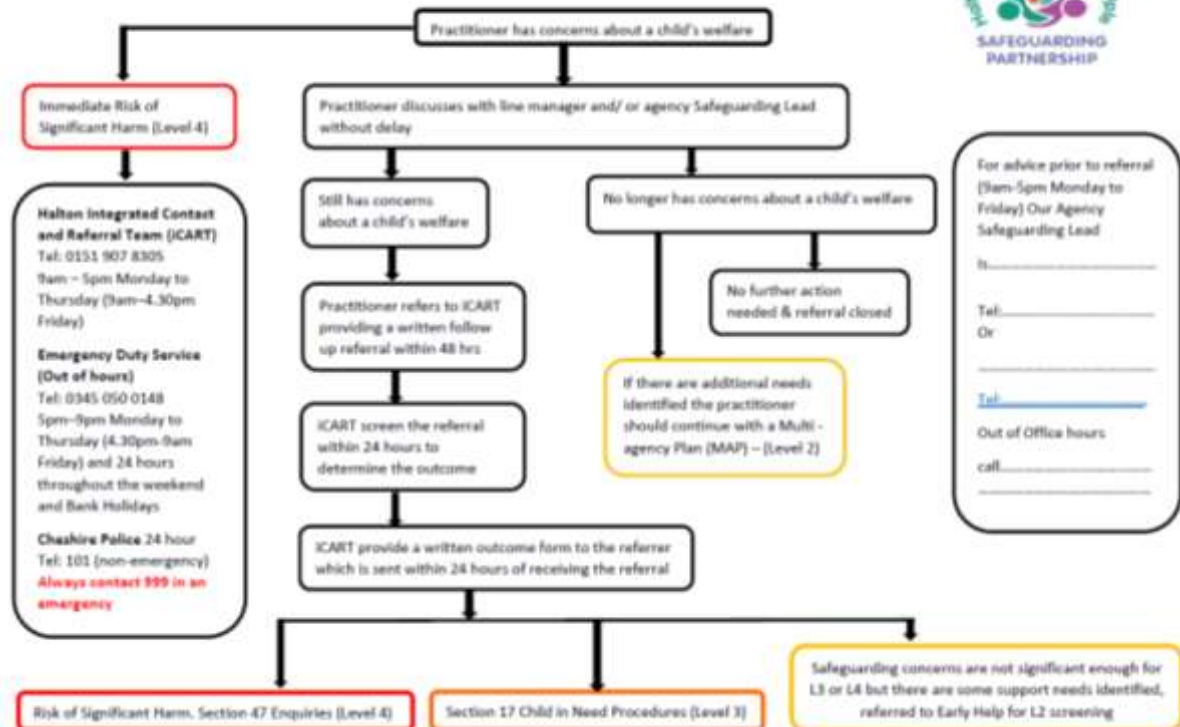 Practitioner has concerns about a child's welfare
SAFEGUARDING
PARTNERSHIP
Immediate Risk of
Significant Harm (Level 4)
Practitioner discusses with line manager and/ or agency Safeguarding Lead
without delay
Halton Integrated Contact
and Referral Team (iCART)
Tel: 0151 907 8305
9am – 5pm Monday to
Thursday (9am–4.30pm
Friday)
Emergency Duty Service
(Out of hours)
Tel: 0345 050 0148
5pm–9pm Monday to
Thursday (4.30pm-9am
Friday) and 24 hours
throughout the weekend
and Bank Holidays
Cheshire Police 24 hour
Tel: 101 (non-emergency)
Always contact 999 in an
emergency
Still has concerns
about a child's welfare
No longer has concerns about a child's welfare
Practitioner refers to iCART
providing a written follow
up referral within 48 hrs
No further action
needed & referral closed
If there are additional needs
identified the practitioner
should continue with a Multi -
agency Plan (MAP) – (Level 2)
iCART screen the referral
within 24 hours to
determine the outcome
iCART provide a written outcome form to the referrer
which is sent within 24 hours of receiving the referral
For advice prior to referral
(9am-5pm Monday to
Friday) Our Agency
Safeguarding Lead
Is
Tel:
Or
Tel:
Out of Office hours
call
Risk of Significant Harm. Section 47 Enquiries (Level 4)
Section 17 Child in Need Procedures (Level 3)
Safeguarding concerns are not significant enough for
L3 or L4 but there are some support needs identified,
referred to Early Help for L2 screening